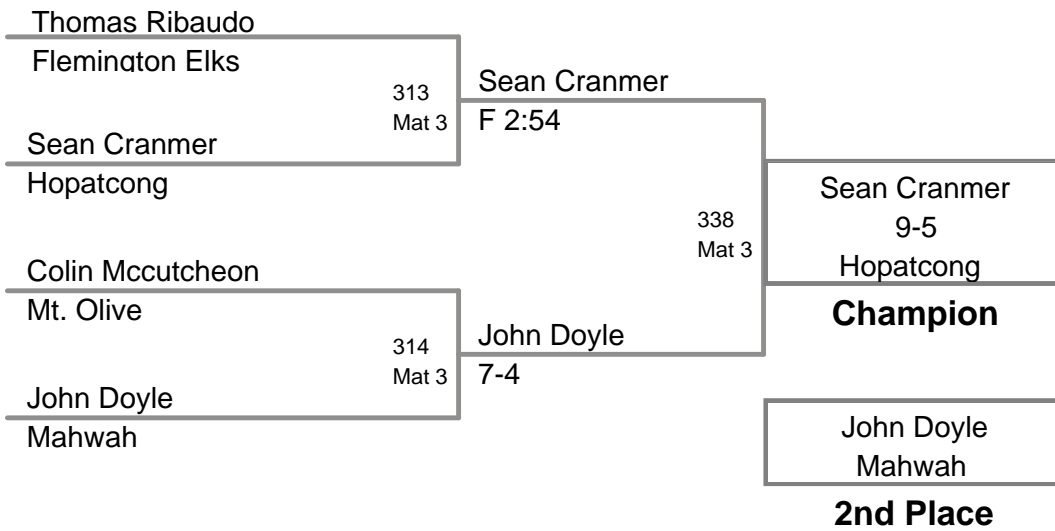 Thomas Ribaudo
Flemington Elks
313
Mat 3
Sean Cranmer
F 2:54
Sean Cranmer
Hopatcong
338
Mat 3
Sean Cranmer
9-5
Hopatcong
Champion
Colin Mccutcheon
Mt. Olive
314
Mat 3
John Doyle
7-4
John Doyle
Mahwah
John Doyle
Mahwah
2nd Place